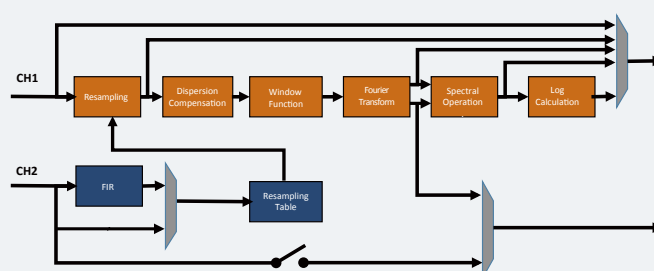 CH1
Resampling
Dispersion
Compensation
Window
Function
Fourier
Transform
Spectral
Operation
Log
Calculation
CH2
FIR
Resampling
Table